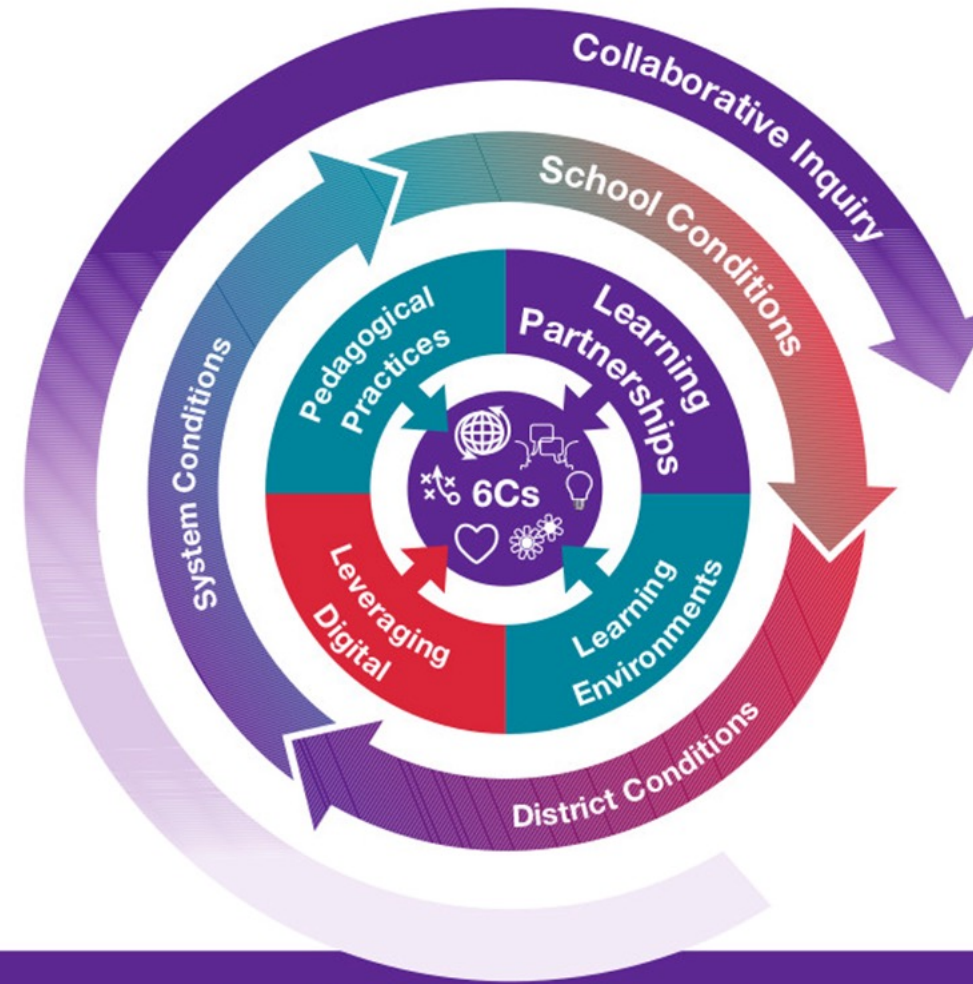 Collaborative Inquiry
School Conditions
System Conditions
District Conditions
Pedagogical
Practices
Learning
Partnerships
6Cs
Leveraging
Digital
Learning
Environments